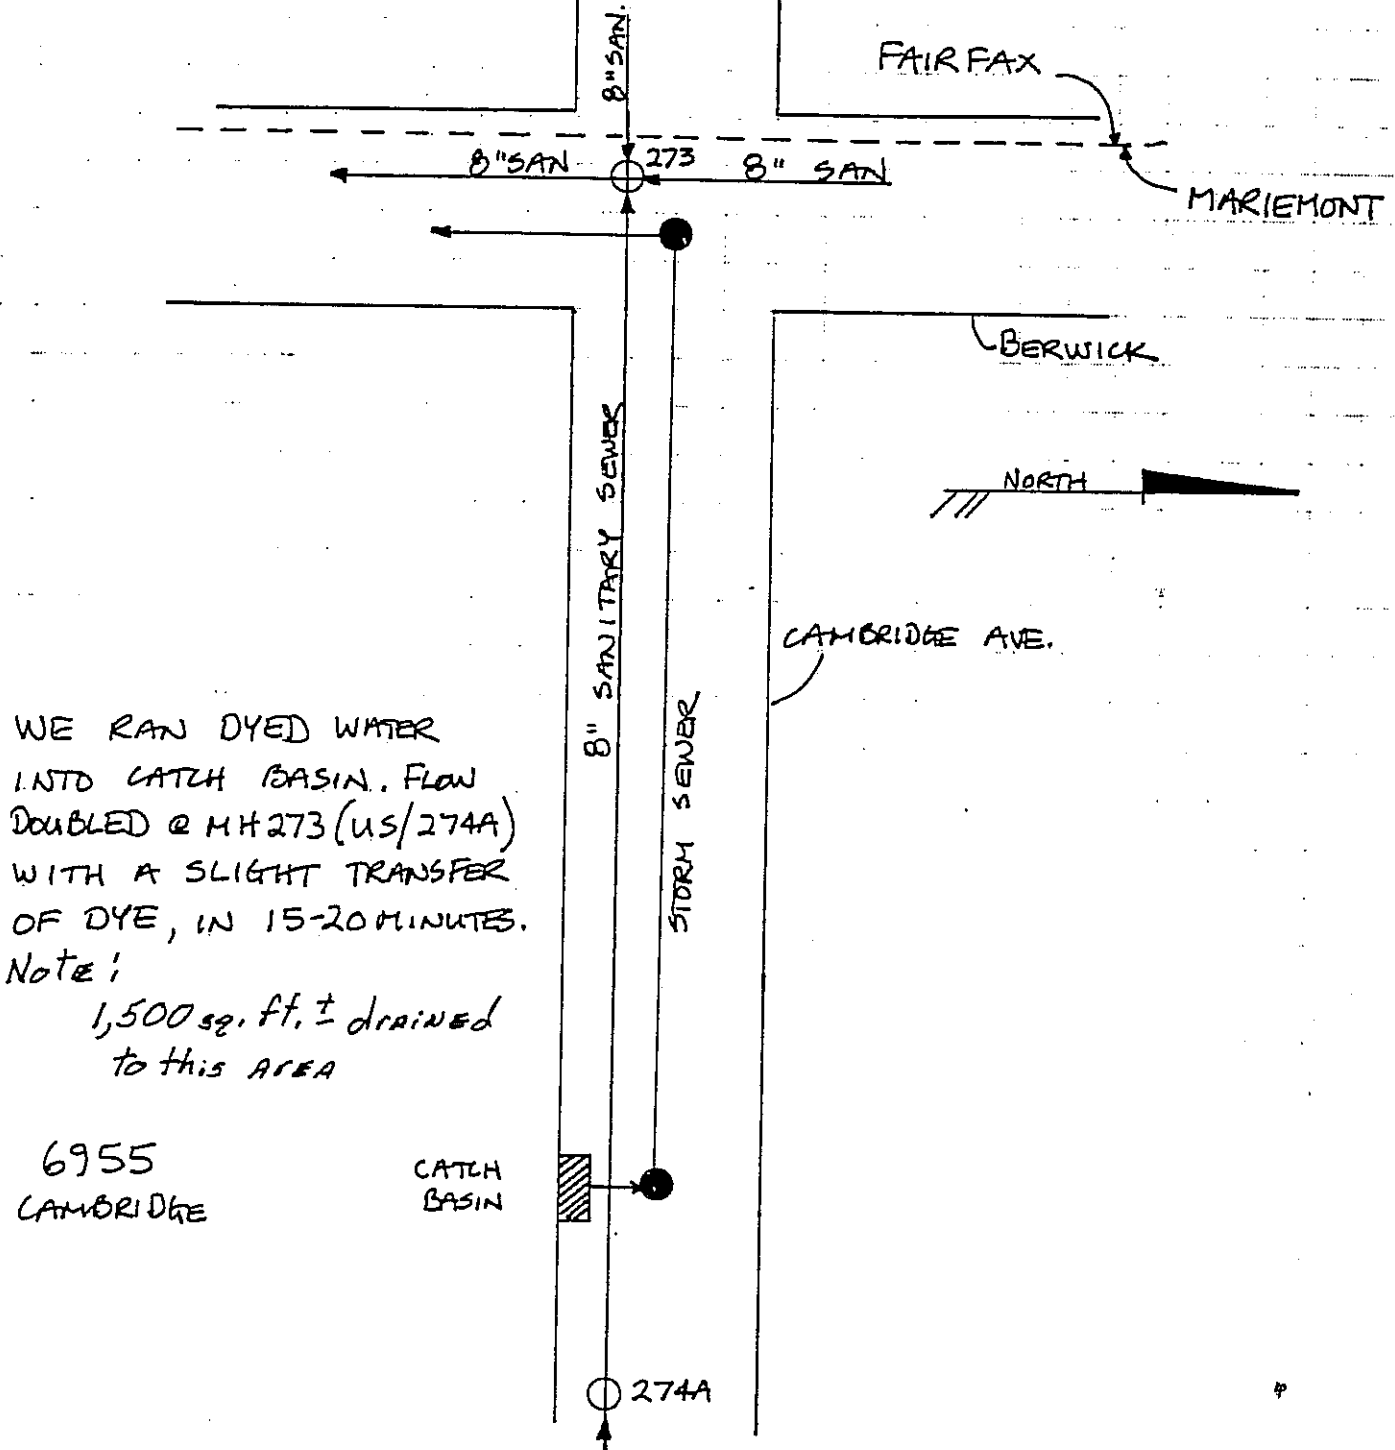 8" SAN.
FAIRFAX
8" SAN
273
8" SAN
MARIEMONT
BERWICK
NORTH
8" SANITARY SEWER
CAMBRIDGE AVE.
STORM SEWER
WE RAN DYED WATER
INTO CATCH BASIN. FLOW
DOUBLED @ MH273 (US/274A)
WITH A SLIGHT TRANSFER
OF DYE, IN 15-20 MINUTES.
Note:
1,500 sq. ft. ± drained
to this area
6955
CAMBRIDGE
CATCH
BASIN
274A